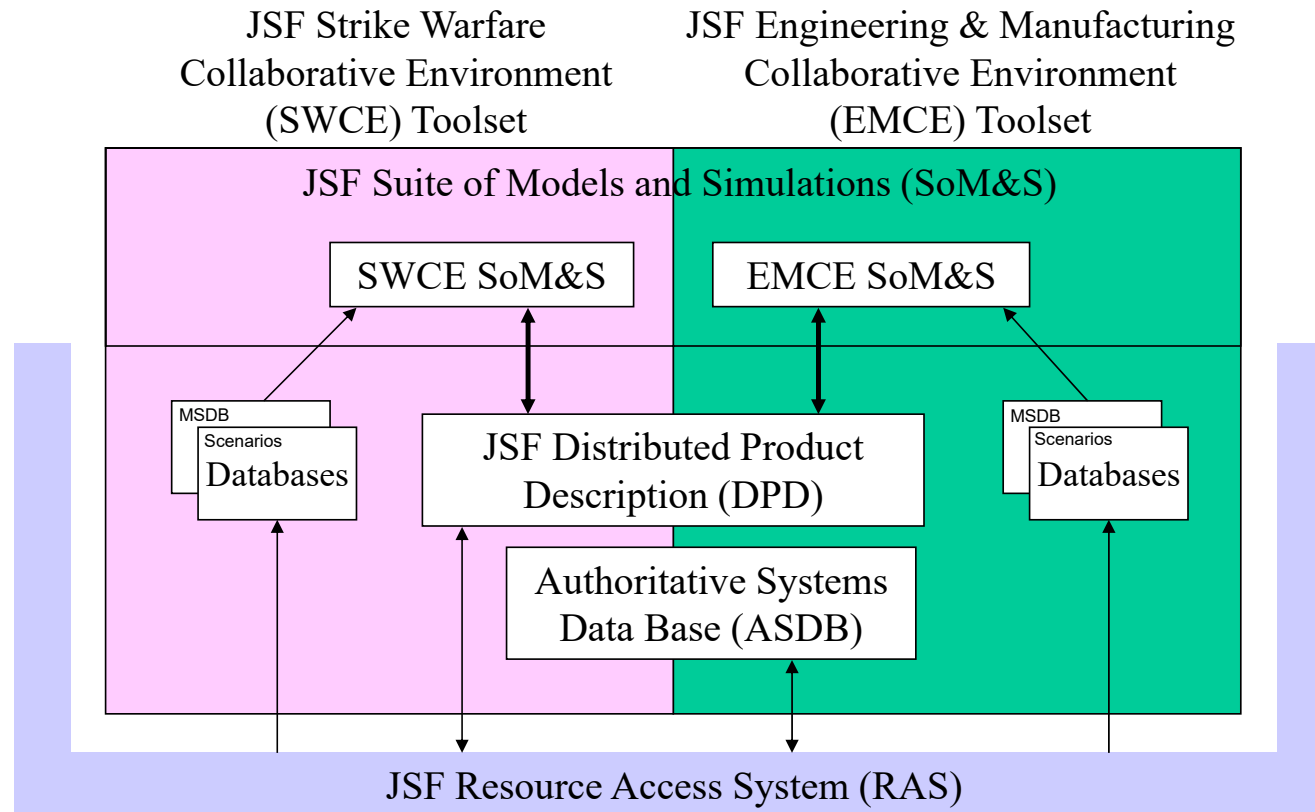 JSF Strike Warfare
Collaborative Environment
(SWCE) Toolset
JSF Engineering & Manufacturing
Collaborative Environment
(EMCE) Toolset
JSF Suite of Models and Simulations (SoM&S)
SWCE SoM&S
EMCE SoM&S
MSDB
Scenarios
Databases
JSF Distributed Product
Description (DPD)
MSDB
Scenarios
Databases
Authoritative Systems
Data Base (ASDB)
JSF Resource Access System (RAS)